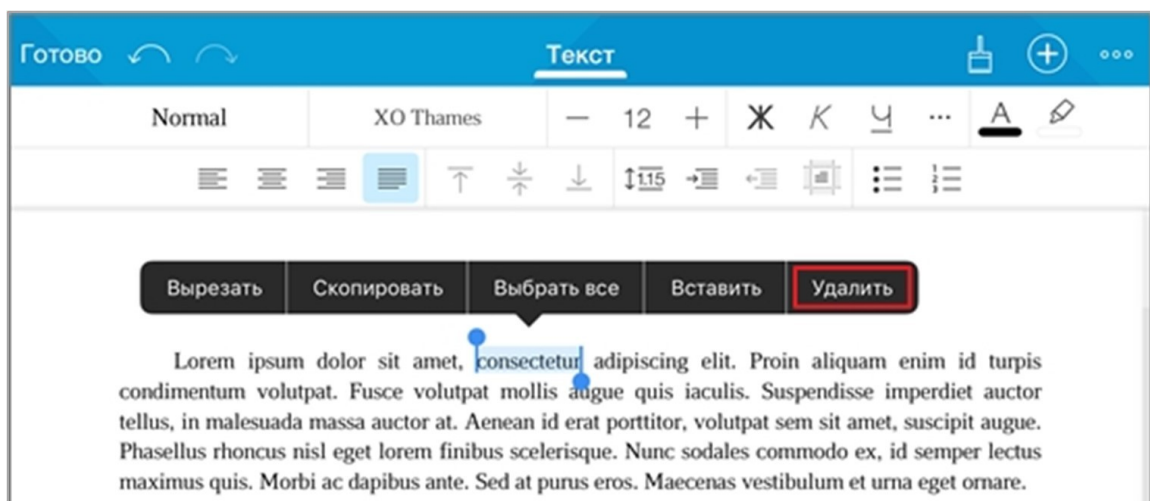 Готово Текст
Normal XO Thames — 12 + Ж К Ч ... А
1.15
Вырезать Скопировать Выбрать все Вставить Удалить
Lorem ipsum dolor sit amet, consectetur adipiscing elit. Proin aliquam enim id turpis
condimentum volutpat. Fusce volutpat mollis augue quis iaculis. Suspendisse imperdiet auctor
tellus, in malesuada massa auctor at. Aenean id erat porttitor, volutpat sem sit amet, suscipit augue.
Phasellus rhoncus nisl eget lorem finibus scelerisque. Nunc sodales commodo ex, id semper lectus
maximus quis. Morbi ac dapibus ante. Sed at purus eros. Maecenas vestibulum et urna eget ornare.